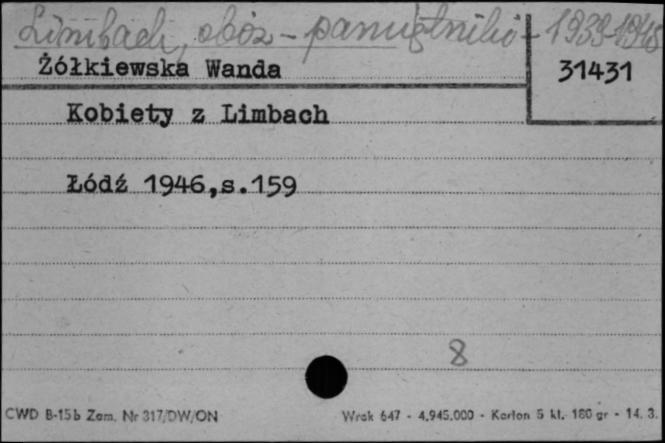 Limbach, obóz - pamiętniki - 1939-1945
Żółkiewska Wanda
31431
Kobiety z Limbach
Łódź 1946,s.159
8
CWD B-15b Zam. Nr 317/DW/ON
Wrak 647 - 4.945.000 - Karton 5 kl. 180 gr - 14. 3.